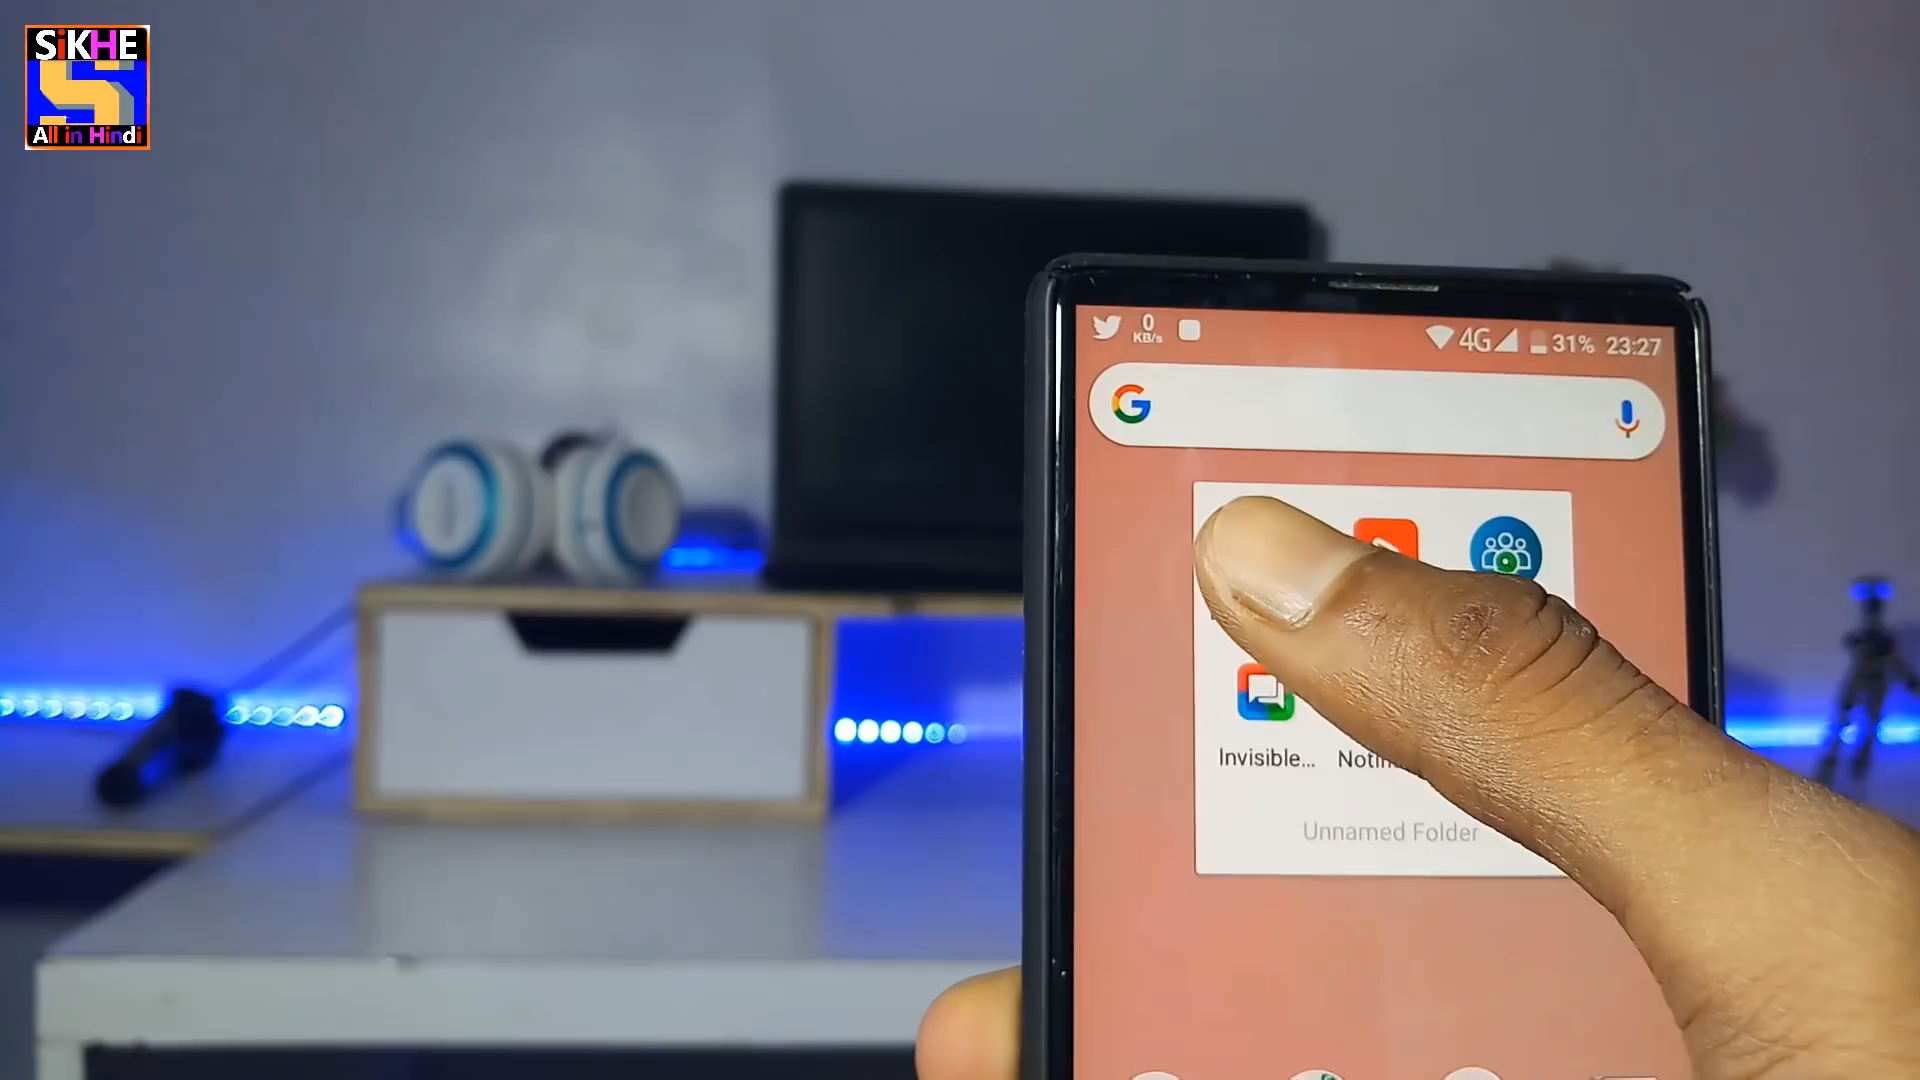 SiKHE
All in Hindi
0
KB/s
4G
31% 23:27
Invisible...
Unnamed Folder